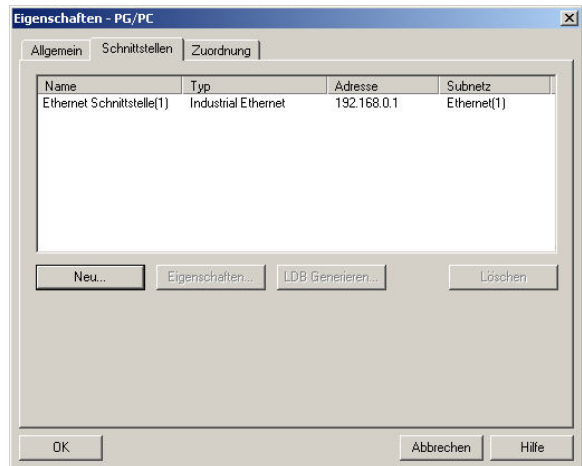 Eigenschaften - PG/PC
Allgemein Schnittstellen Zuordnung
Name Typ Adresse Subnetz
Ethernet Schnittstelle(1) Industrial Ethernet 192.168.0.1 Ethernet(1)
Neu... Eigenschaften... LDB Generieren... Löschen
OK Abbrechen Hilfe